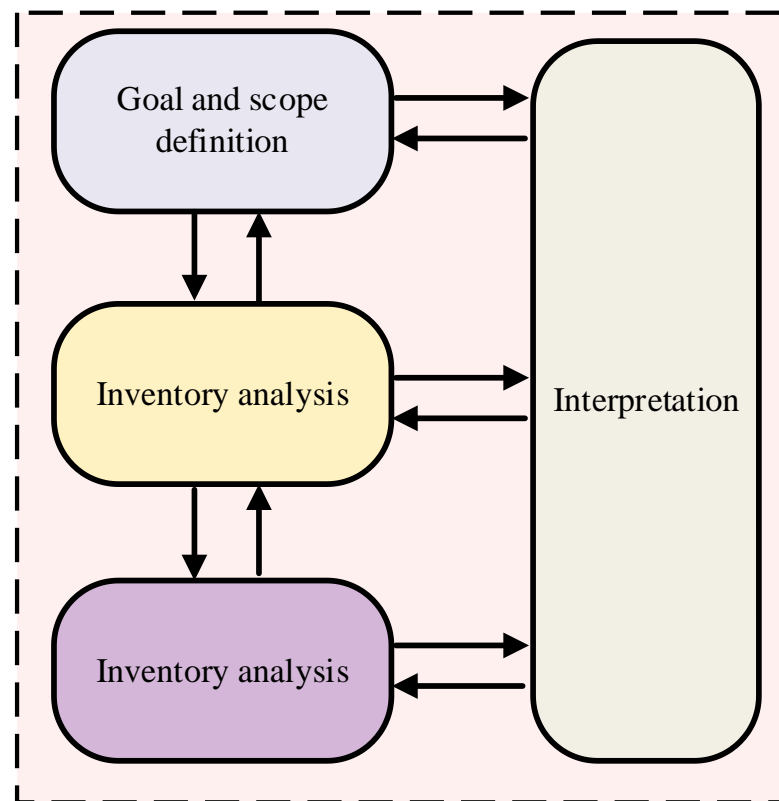 Goal and scope
definition
Inventory analysis
Interpretation
Inventory analysis